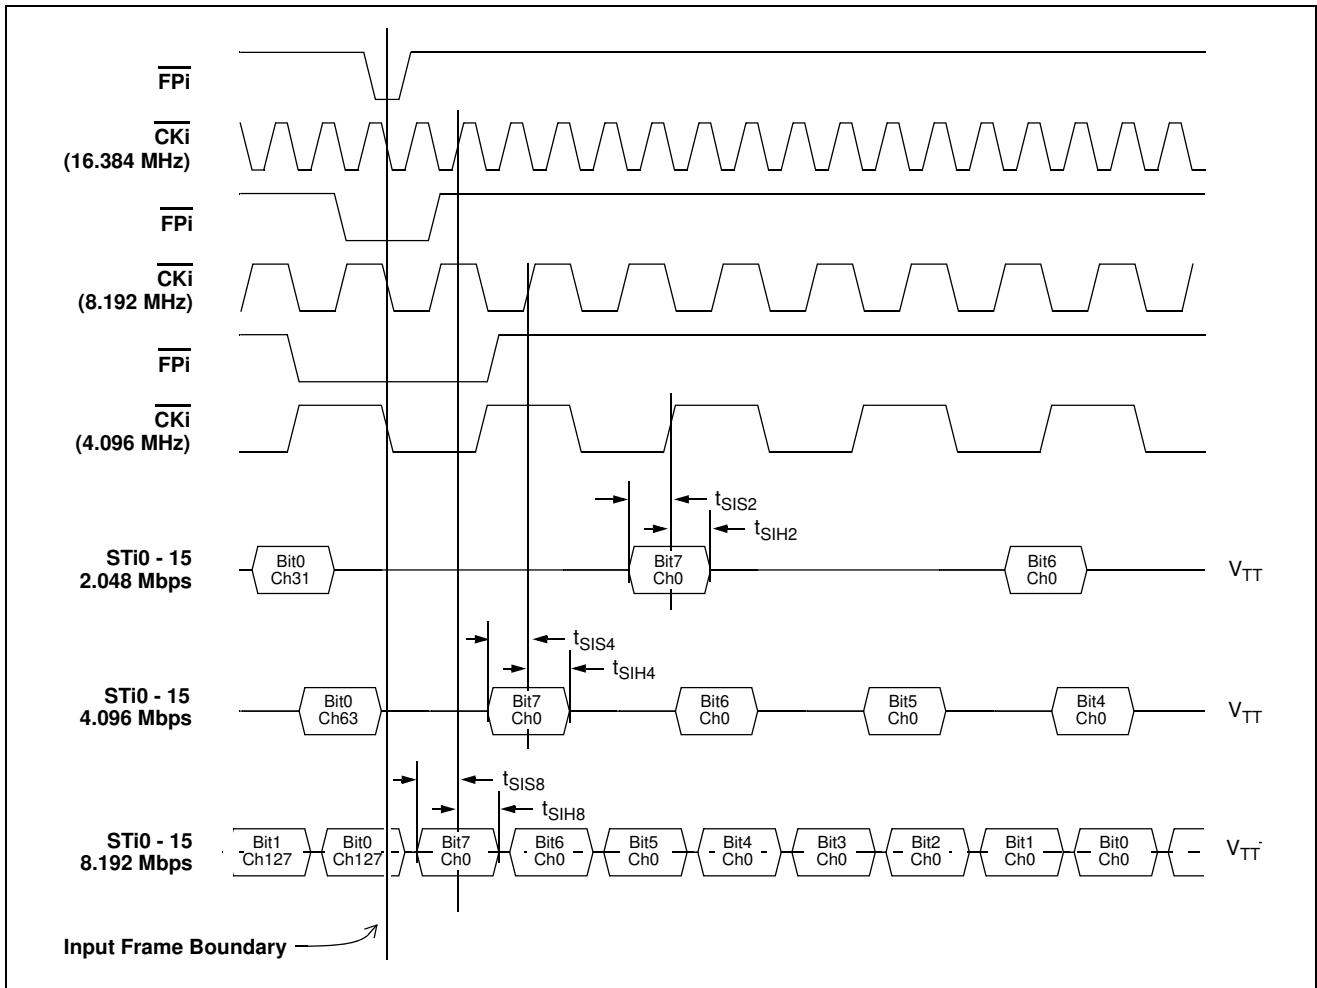 FPi
CKi
(16.384 MHz)
FPi
CKi
(8.192 MHz)
FPi
CKi
(4.096 MHz)
tSIS2
tSIH2
STi0 - 15
2.048 Mbps
Bit0
Ch31
Bit7
Ch0
Bit6
Ch0
VTT
tSIS4
tSIH4
STi0 - 15
4.096 Mbps
Bit0
Ch63
Bit7
Ch0
Bit6
Ch0
Bit5
Ch0
Bit4
Ch0
VTT
tSIS8
tSIH8
STi0 - 15
8.192 Mbps
Bit1
Ch127
Bit0
Ch127
Bit7
Ch0
Bit6
Ch0
Bit5
Ch0
Bit4
Ch0
Bit3
Ch0
Bit2
Ch0
Bit1
Ch0
Bit0
Ch0
VTT
Input Frame Boundary